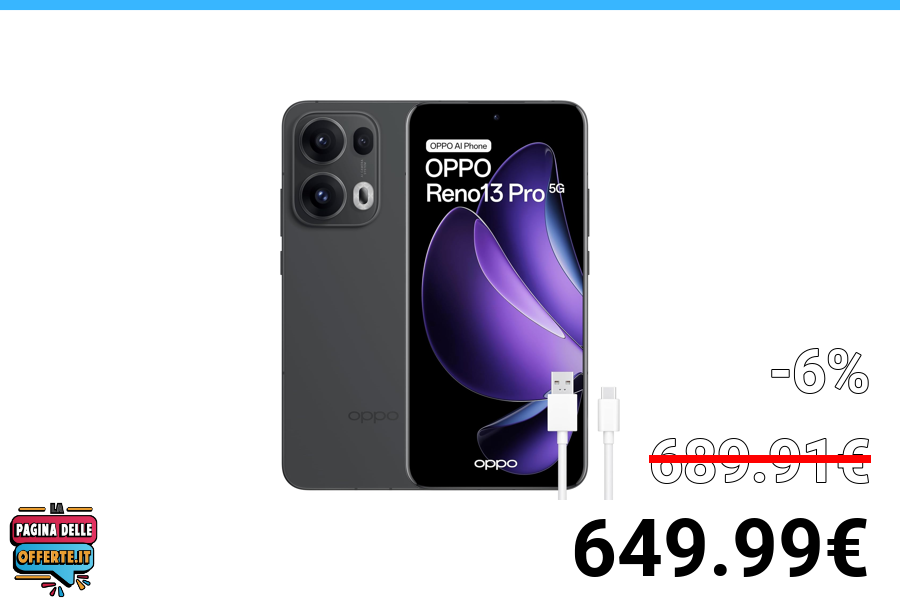 OPPO AI Phone
OPPO
Reno13 Pro 5G
oppo
oppo
-6%
689.91€
649.99€
LA
PAGINA DELLE
OFFERTE.IT